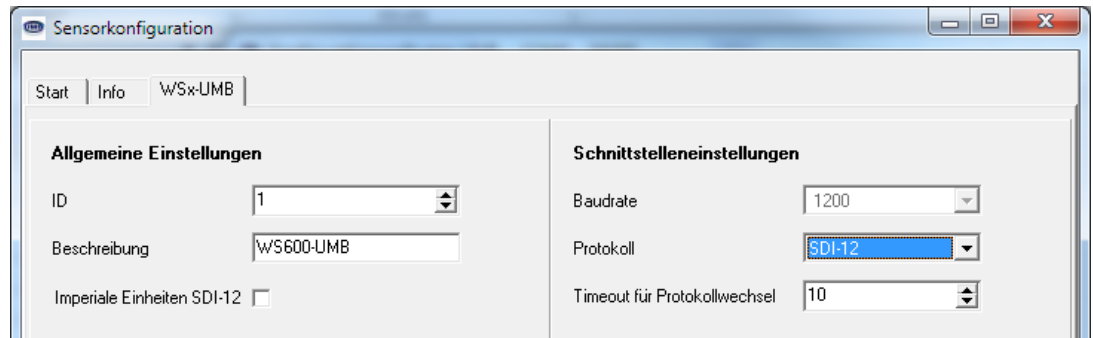 Sensorkonfiguration
Start Info WSx-UMB
Allgemeine Einstellungen
ID 1
Beschreibung WS600-UMB
Imperiale Einheiten SDI-12
Schnittstelleneinstellungen
Baudrate 1200
Protokoll SDI-12
Timeout für Protokollwechsel 10